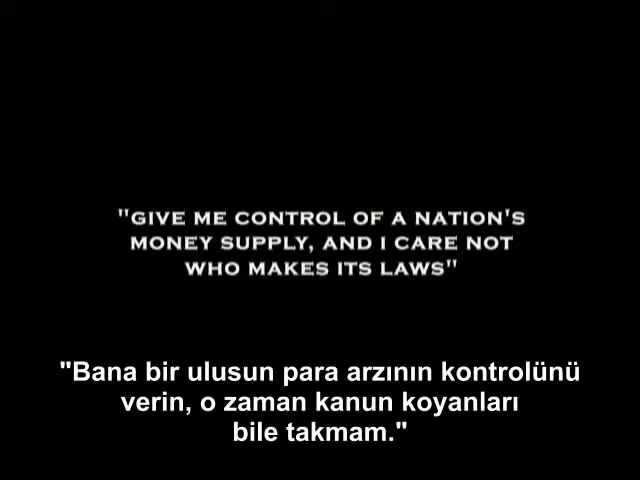 "GIVE ME CONTROL OF A NATION'S
MONEY SUPPLY, AND I CARE NOT
WHO MAKES ITS LAWS"
"Bana bir ulusun para arzının kontrolünü
verin, o zaman kanun koyanları
bile takmam."